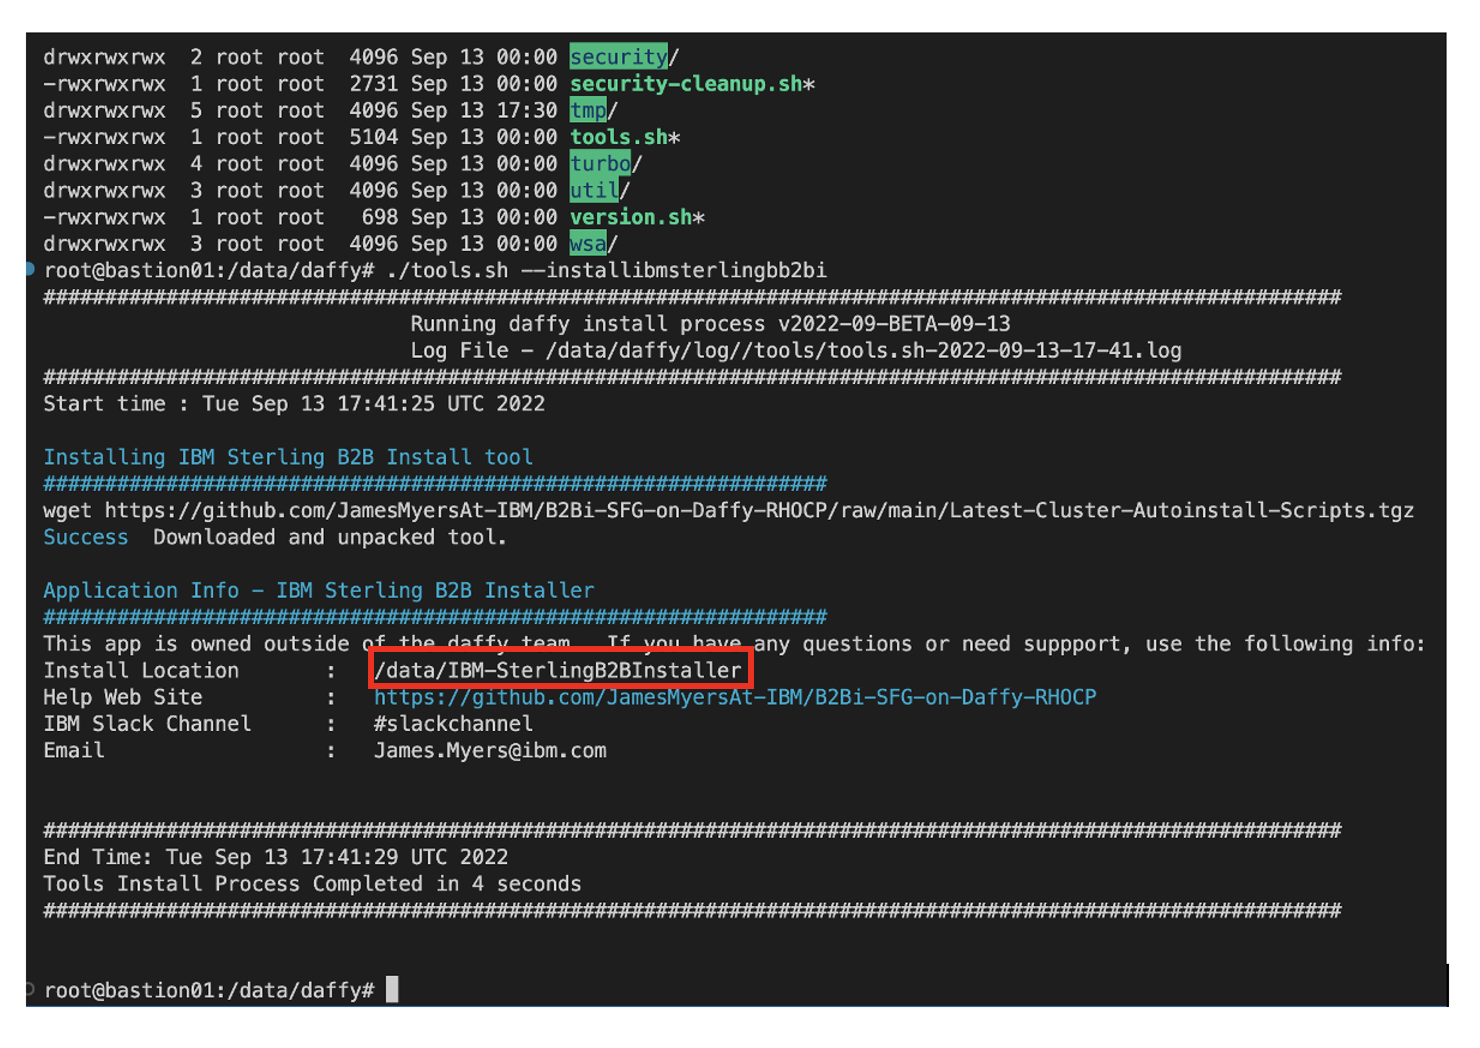 drwxrwxrwx  2 root root  4096 Sep 13 00:00 security/
-rwxrwxrwx  1 root root  2731 Sep 13 00:00 security-cleanup.sh*
drwxrwxrwx  5 root root  4096 Sep 13 17:30 tmp/
-rwxrwxrwx  1 root root  5104 Sep 13 00:00 tools.sh*
drwxrwxrwx  4 root root  4096 Sep 13 00:00 turbo/
drwxrwxrwx  3 root root  4096 Sep 13 00:00 util/
-rwxrwxrwx  1 root root   698 Sep 13 00:00 version.sh*
drwxrwxrwx  3 root root  4096 Sep 13 00:00 wsa/
root@bastion01:/data/daffy# ./tools.sh --installibmsterlingbb2bi
##########################################################################################################
Running daffy install process v2022-09-BETA-09-13
Log File - /data/daffy/log//tools/tools.sh-2022-09-13-17-41.log
##########################################################################################################
Start time : Tue Sep 13 17:41:25 UTC 2022
Installing IBM Sterling B2B Install tool
################################################################
wget https://github.com/JamesMyersAt-IBM/B2Bi-SFG-on-Daffy-RHOCP/raw/main/Latest-Cluster-Autoinstall-Scripts.tgz
Success  Downloaded and unpacked tool.
Application Info - IBM Sterling B2B Installer
################################################################
This app is owned outside of the daffy team.  If you have any questions or need suppport, use the following info:
Install Location       :   /data/IBM-SterlingB2BInstaller
Help Web Site          :   https://github.com/JamesMyersAt-IBM/B2Bi-SFG-on-Daffy-RHOCP
IBM Slack Channel      :   #slackchannel
Email                  :   James.Myers@ibm.com
##########################################################################################################
End Time: Tue Sep 13 17:41:29 UTC 2022
Tools Install Process Completed in 4 seconds
##########################################################################################################
root@bastion01:/data/daffy#